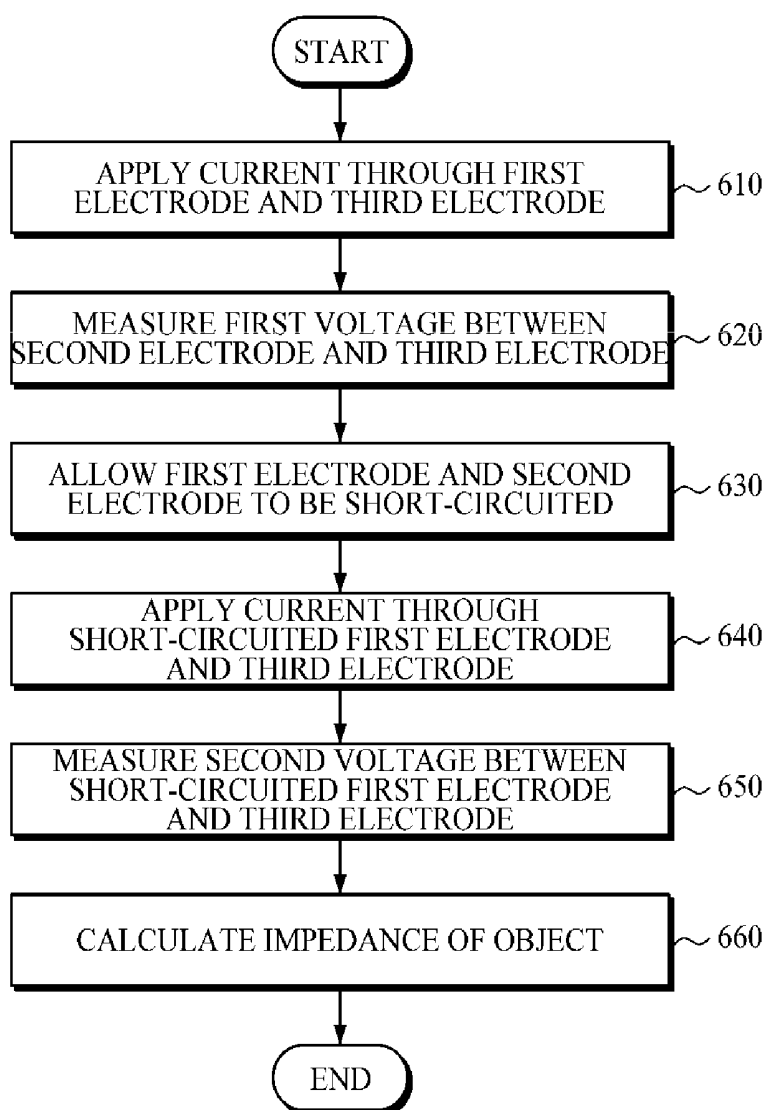 START
APPLY CURRENT THROUGH FIRST
ELECTRODE AND THIRD ELECTRODE
610
MEASURE FIRST VOLTAGE BETWEEN
SECOND ELECTRODE AND THIRD ELECTRODE
620
ALLOW FIRST ELECTRODE AND SECOND
ELECTRODE TO BE SHORT-CIRCUITED
630
APPLY CURRENT THROUGH
SHORT-CIRCUITED FIRST ELECTRODE
AND THIRD ELECTRODE
640
MEASURE SECOND VOLTAGE BETWEEN
SHORT-CIRCUITED FIRST ELECTRODE
AND THIRD ELECTRODE
650
CALCULATE IMPEDANCE OF OBJECT
660
END